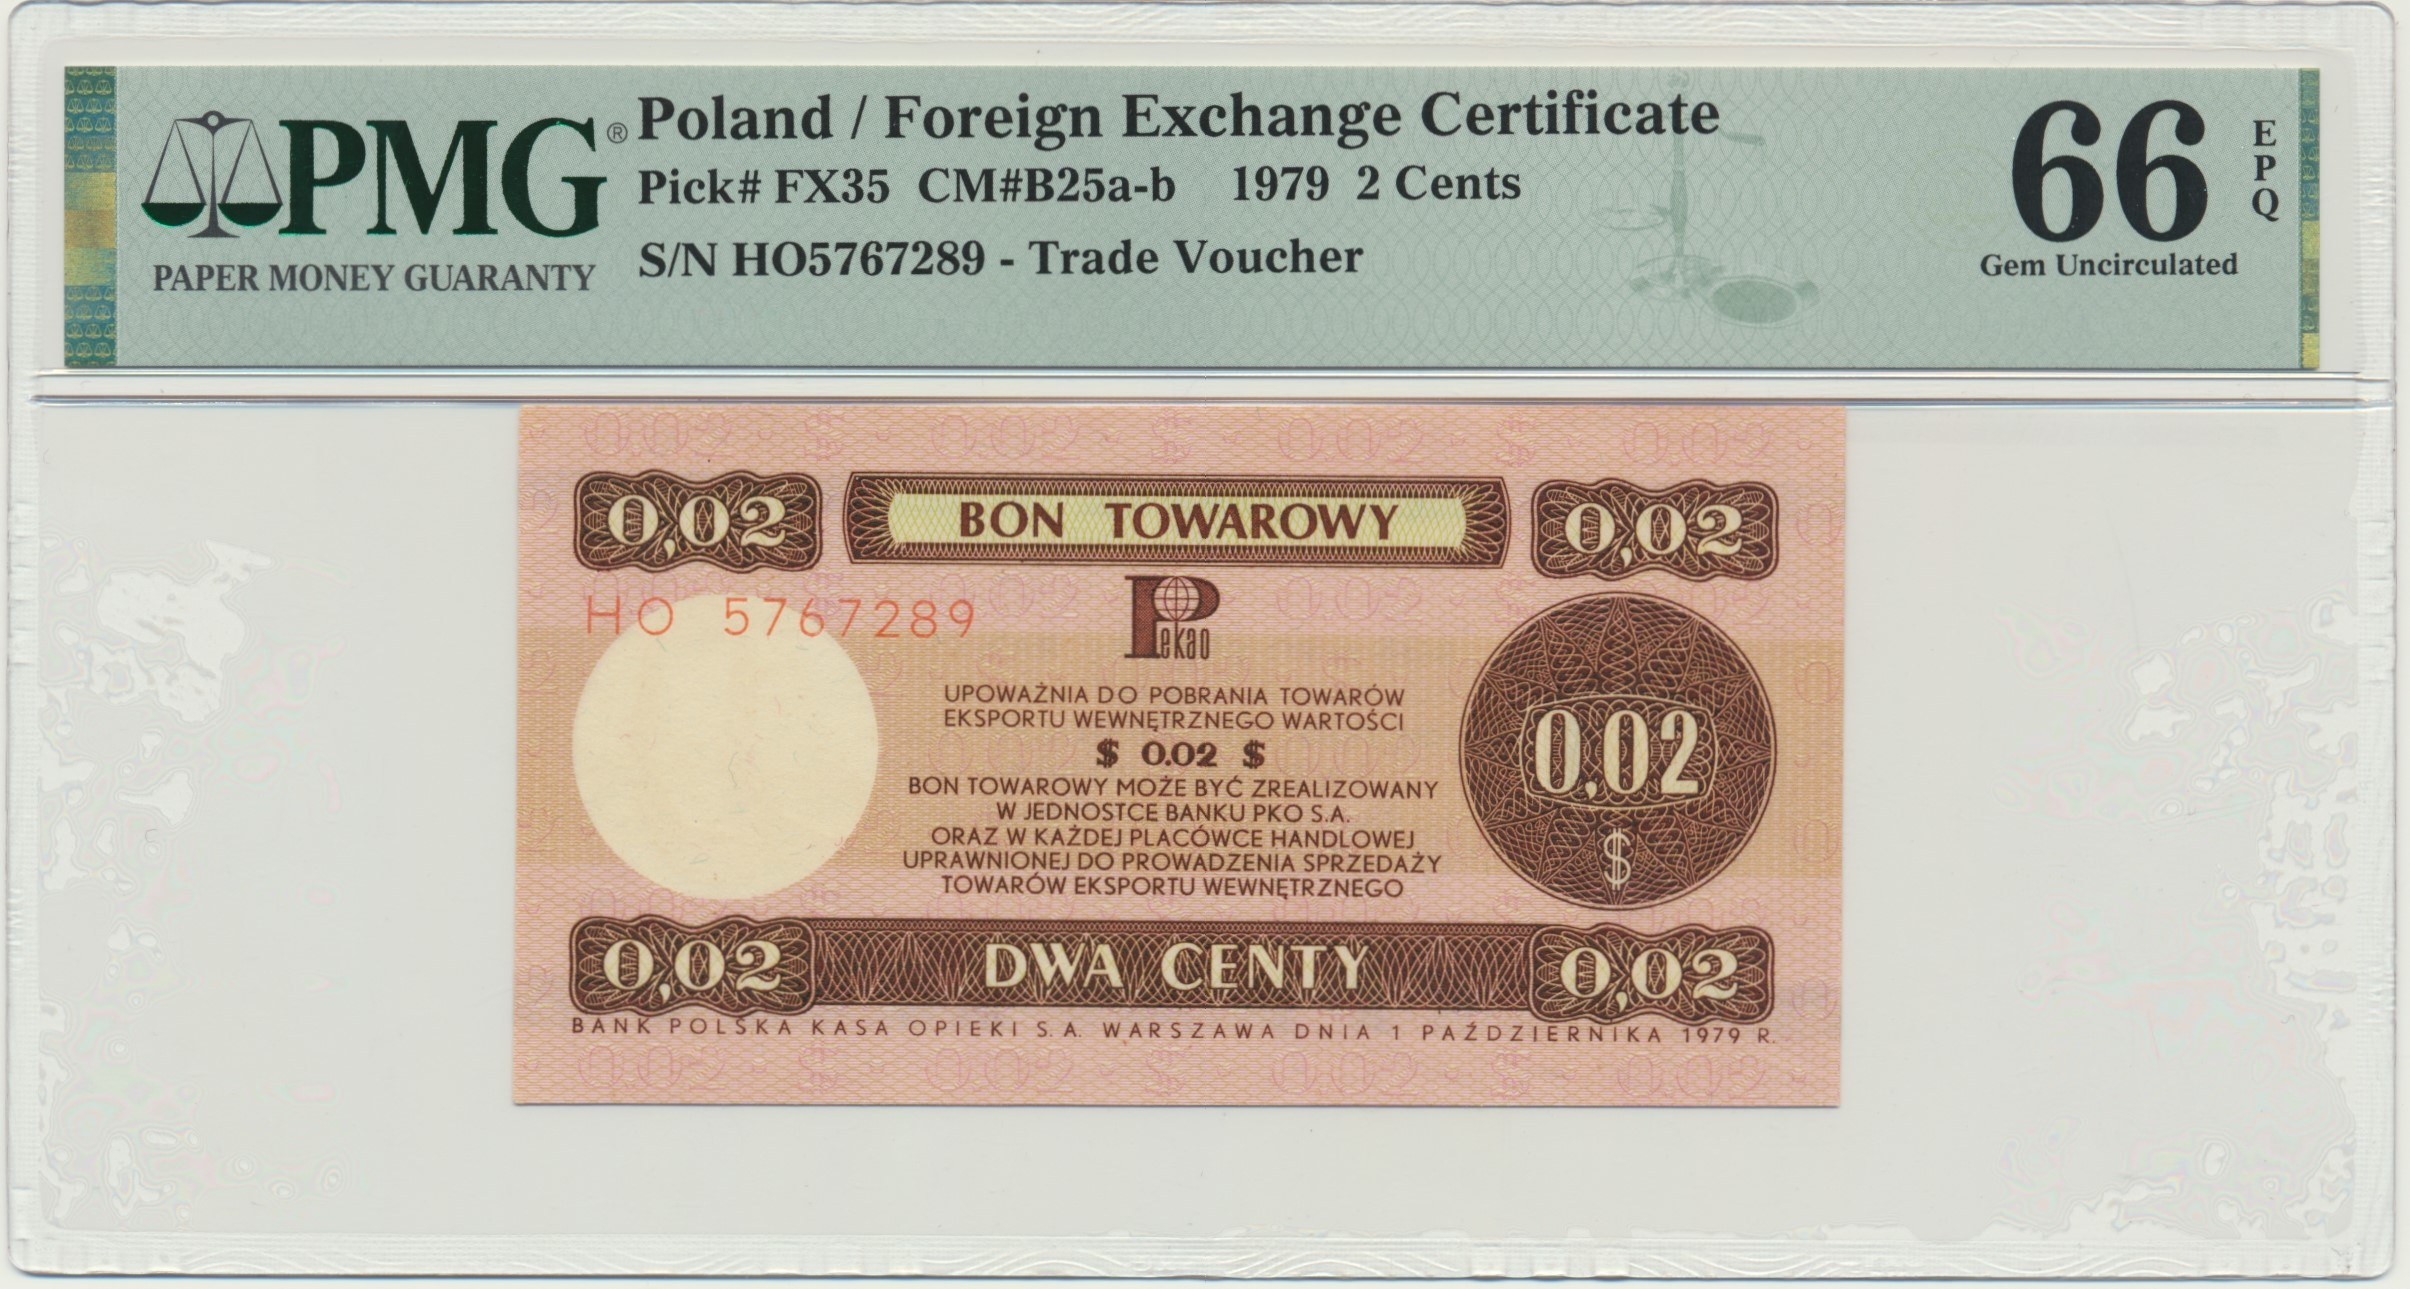 PMG®
PAPER MONEY GUARANTY
Poland / Foreign Exchange Certificate
Pick# FX35 CM#B25a-b 1979 2 Cents
S/N HO5767289 - Trade Voucher
66
EPQ
Gem Uncirculated
0,02 BON TOWAROWY 0,02
HO 5767289
Pekao
UPOWAŻNIA DO POBRANIA TOWARÓW
EKSPORTU WEWNĘTRZNEGO WARTOŚCI
$ 0.02 $
BON TOWAROWY MOŻE BYĆ ZREALIZOWANY
W JEDNOSTCE BANKU PKO S.A.
ORAZ W KAŻDEJ PLACÓWCE HANDLOWEJ
UPRAWNIONEJ DO PROWADZENIA SPRZEDAŻY
TOWARÓW EKSPORTU WEWNĘTRZNEGO
0,02
$
0,02 DWA CENTY 0,02
BANK POLSKA KASA OPIEKI S.A. WARSZAWA DNIA 1 PAŹDZIERNIKA 1979 R.